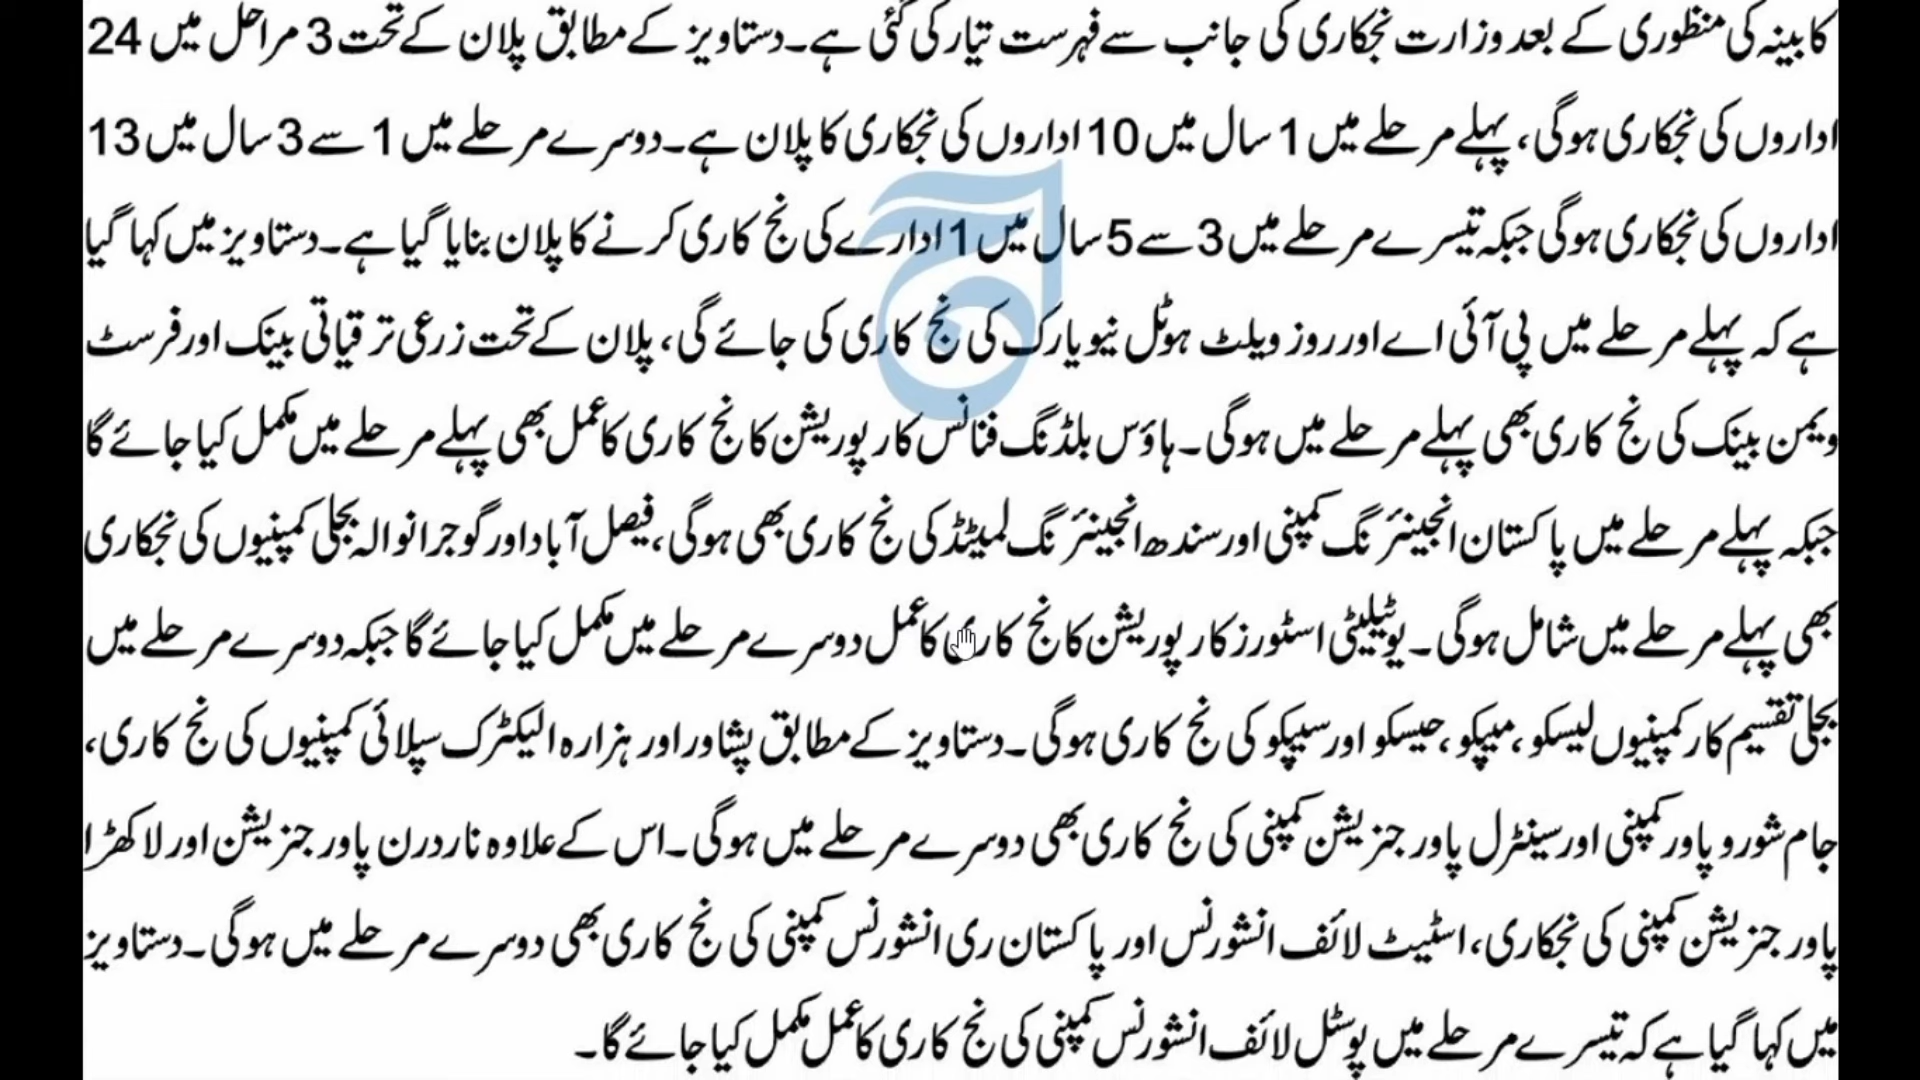 کابینہ کی منظوری کے بعد وزارت نجکاری کی جانب سے فہرست تیار کی گئی ہے۔ دستاویز کے مطابق پلان کے تحت 3 مراحل میں 24
اداروں کی نجکاری ہوگی، پہلے مرحلے میں 1 سال میں 10 اداروں کی نجکاری کا پلان ہے۔ دوسرے مرحلے میں 1 سے 3 سال میں 13
اداروں کی نجکاری ہوگی جبکہ تیسرے مرحلے میں 3 سے 5 سال میں 1 ادارے کی نج کاری کرنے کا پلان بنایا گیا ہے۔ دستاویز میں کہا گیا
ہے کہ پہلے مرحلے میں پی آئی اے اور روز ویلٹ ہوٹل نیو یارک کی نج کاری کی جائے گی، پلان کے تحت زرعی ترقیاتی بینک اور فرسٹ
ویمن بینک کی نج کاری بھی پہلے مرحلے میں ہوگی۔ ہاؤس بلڈنگ فنانس کارپوریشن کا نج کاری کا عمل بھی پہلے مرحلے میں مکمل کیا جائے گا
جبکہ پہلے مرحلے میں پاکستان انجینئرنگ کمپنی اور سندھ انجینئرنگ لمیٹڈ کی نج کاری بھی ہوگی، فیصل آباد اور گوجرانوالہ بجلی کمپنیوں کی نجکاری
بھی پہلے مرحلے میں شامل ہوگی۔ یوٹیلیٹی اسٹورز کارپوریشن کا نج کاری کا عمل دوسرے مرحلے میں مکمل کیا جائے گا جبکہ دوسرے مرحلے میں
بجلی تقسیم کار کمپنیوں لیسکو، میپکو، حیسکو اور سیپکو کی نج کاری ہوگی۔ دستاویز کے مطابق پشاور اور ہزارہ الیکٹرک سپلائی کمپنیوں کی نج کاری،
جام شورو پاور کمپنی اور سینٹرل پاور جنریشن کمپنی کی نج کاری بھی دوسرے مرحلے میں ہوگی۔ اس کے علاوہ ناردرن پاور جنریشن اور لاکھڑا
پاور جنریشن کمپنی کی نجکاری، اسٹیٹ لائف انشورنس اور پاکستان ری انشورنس کمپنی کی نج کاری بھی دوسرے مرحلے میں ہوگی۔ دستاویز
میں کہا گیا ہے کہ تیسرے مرحلے میں پوسٹل لائف انشورنس کمپنی کی نج کاری کا عمل مکمل کیا جائے گا۔